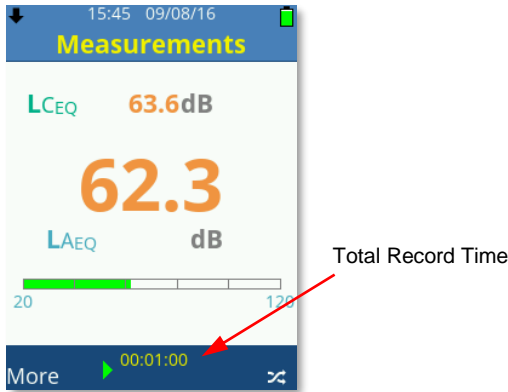 15:45 09/08/16
Measurements
LCEQ 63.6dB
62.3
LAEQ dB
20 120
Total Record Time
00:01:00
More